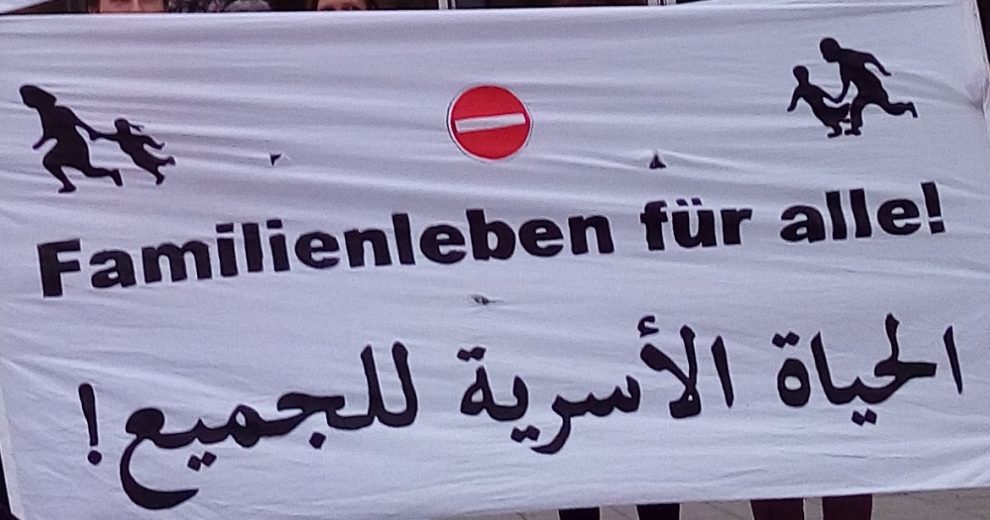 Familienleben für alle!
الحياة الأسرية للجميع!